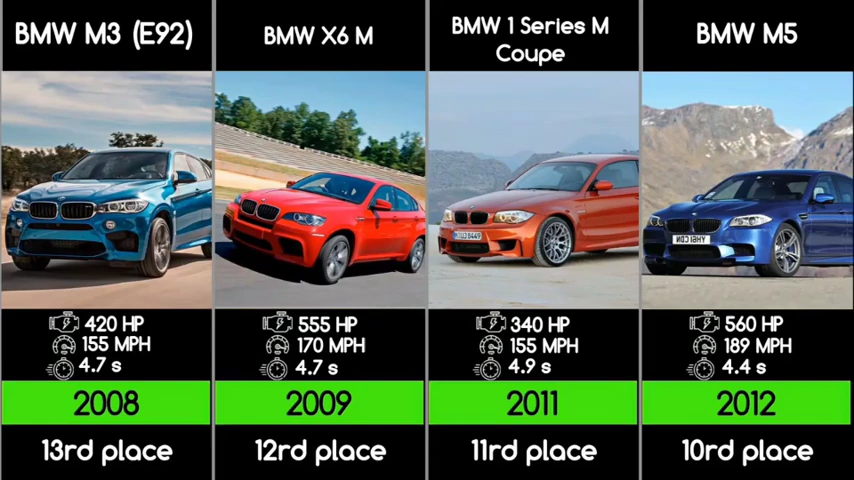 BMW M3 (E92)
420 HP
155 MPH
4.7 s
2008
13rd place
BMW X6 M
555 HP
170 MPH
4.7 s
2009
12rd place
BMW 1 Series M
Coupe
340 HP
155 MPH
4.9 s
2011
11rd place
BMW M5
YH61 CDN
560 HP
189 MPH
4.4 s
2012
10rd place